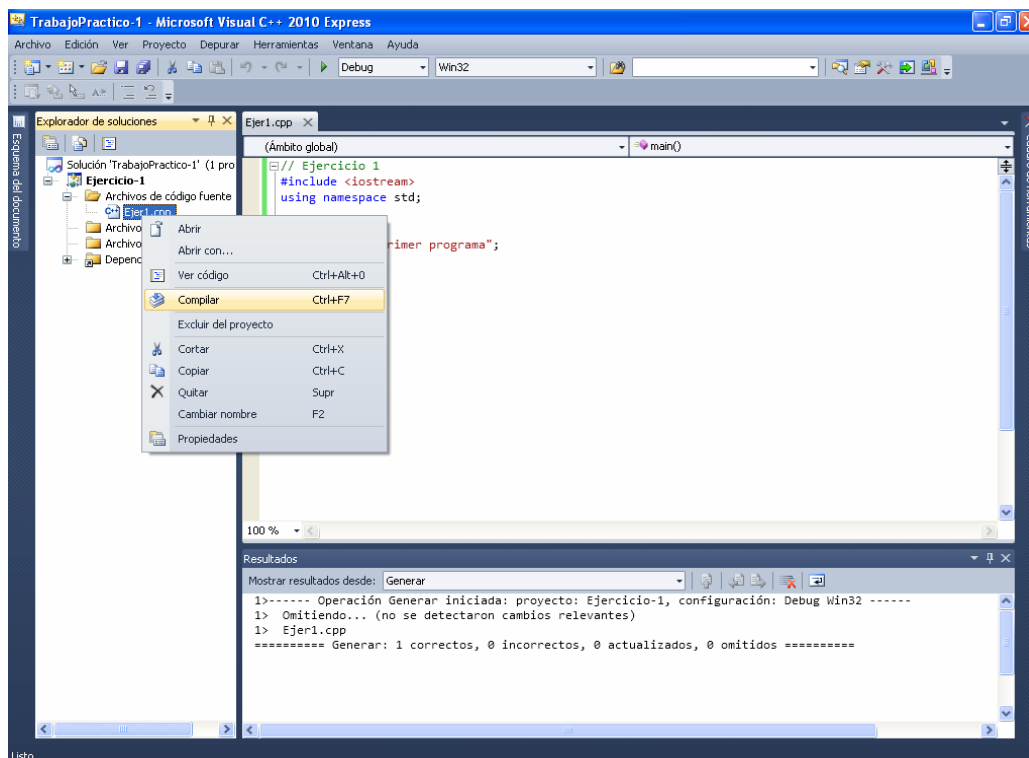 TrabajoPractico-1 - Microsoft Visual C++ 2010 Express
Archivo Edición Ver Proyecto Depurar Herramientas Ventana Ayuda
Debug Win32
Explorador de soluciones
Ejer1.cpp
Esquema del documento
(Ámbito global) main()
Solución 'TrabajoPractico-1' (1 pro
Ejercicio-1
Archivos de código fuente
Ejer1.cpp
Archivo
Archivo
Depenc
// Ejercicio 1
#include <iostream>
using namespace std;
rimer programa";
Abrir
Abrir con...
Ver código Ctrl+Alt+0
Compilar Ctrl+F7
Excluir del proyecto
Cortar Ctrl+X
Copiar Ctrl+C
Quitar Supr
Cambiar nombre F2
Propiedades
100 %
Resultados
Mostrar resultados desde: Generar
1>------ Operación Generar iniciada: proyecto: Ejercicio-1, configuración: Debug Win32 ------
1> Omitiendo... (no se detectaron cambios relevantes)
1> Ejer1.cpp
========== Generar: 1 correctos, 0 incorrectos, 0 actualizados, 0 omitidos ==========
Listo